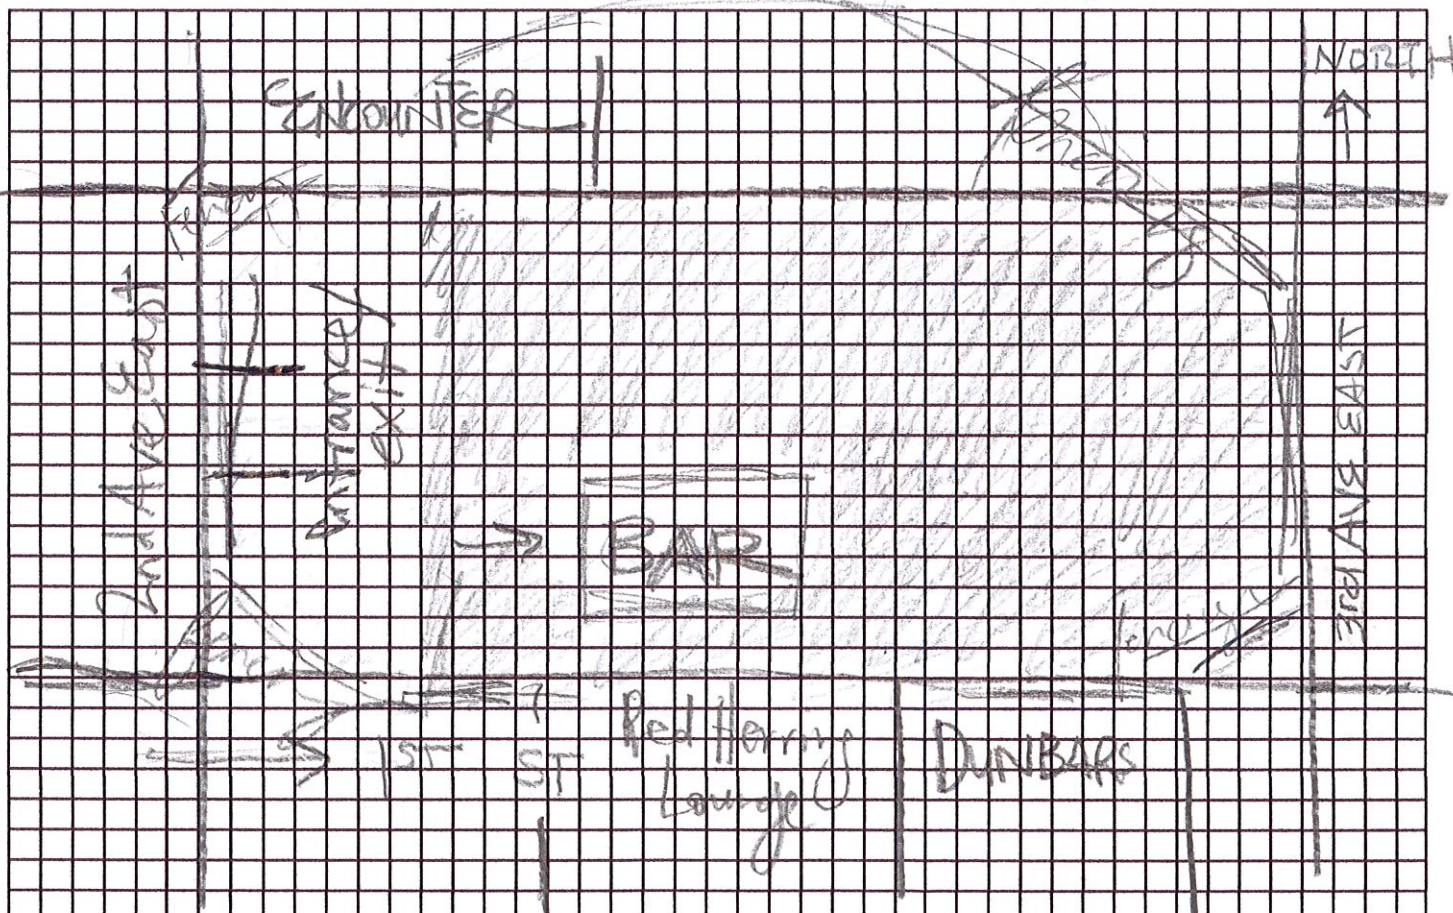 NORTH
ENCOUNTER
fence
fence
2nd Ave East
entrance/
exit
3rd AVE EAST
BAR
fence
1ST
ST
Red Herring
Lounge
DUNBARS